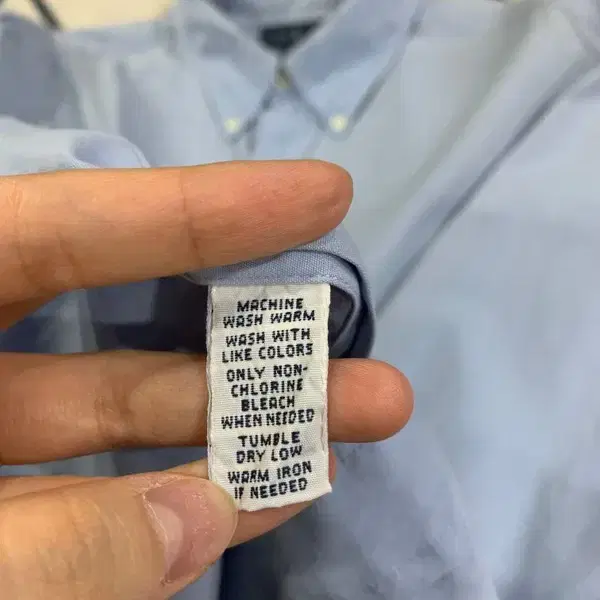 MACHINE
WASH WARM
WASH WITH
LIKE COLORS
ONLY NON-
CHLORINE
BLEACH
WHEN NEEDED
TUMBLE
DRY LOW
WARM IRON
IF NEEDED